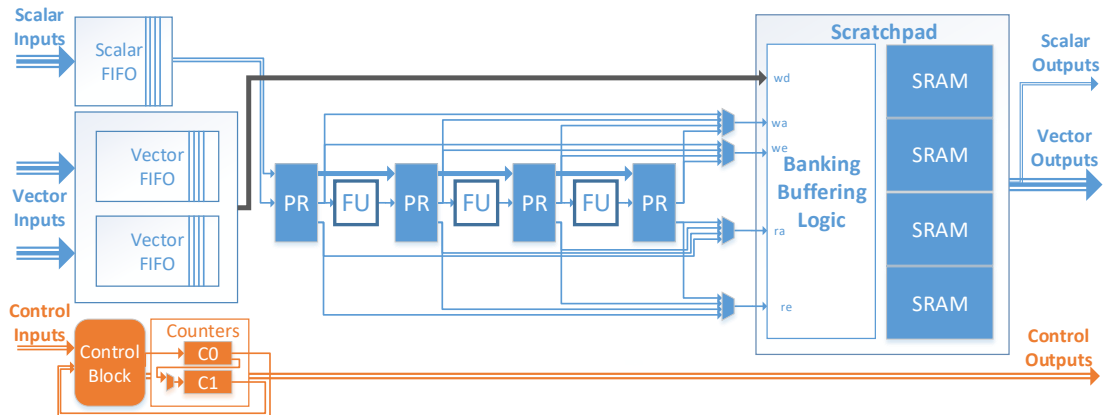 Scalar
Inputs
Scalar
FIFO
Vector
FIFO
Vector
Inputs
Vector
FIFO
Control
Inputs
Control
Block
Counters
C0
C1
PR
FU
PR
FU
PR
FU
PR
Scratchpad
wd
wa
we
Banking
Buffering
Logic
ra
re
SRAM
SRAM
SRAM
SRAM
Scalar
Outputs
Vector
Outputs
Control
Outputs